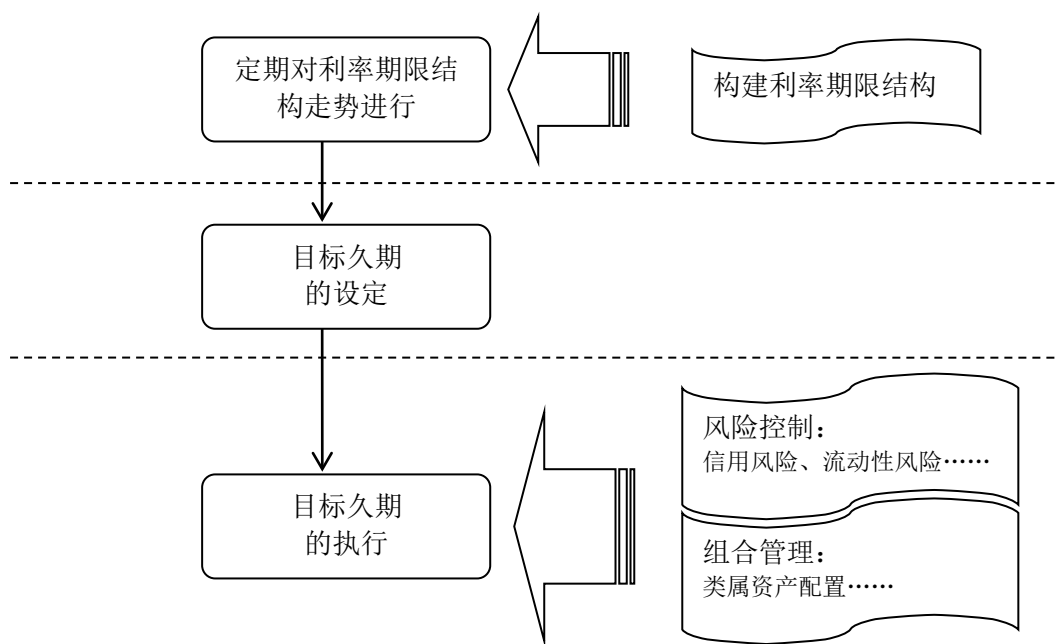 定期对利率期限结
构走势进行
构建利率期限结构
目标久期
的设定
风险控制：
信用风险、流动性风险……
目标久期
的执行
组合管理：
类属资产配置……